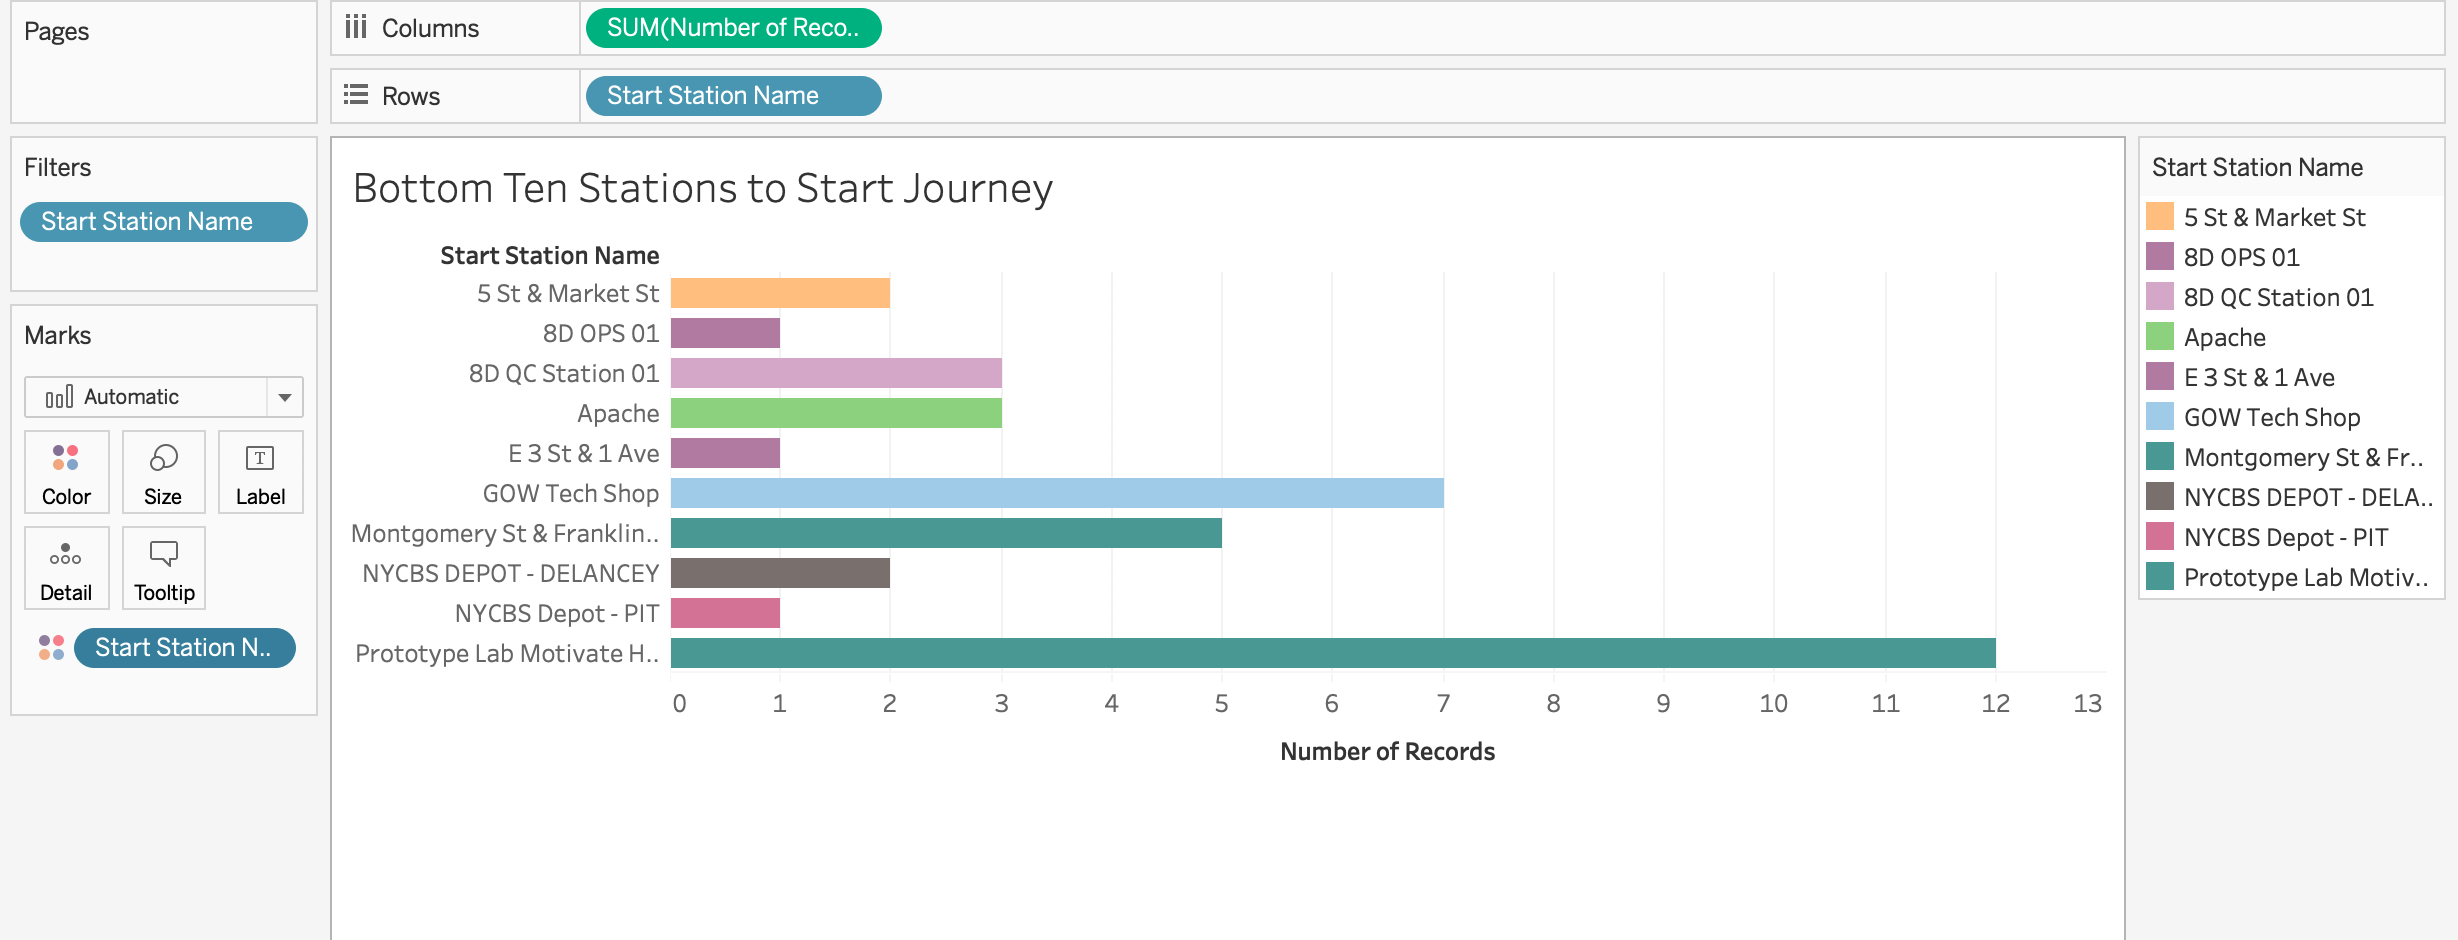 Pages
Columns
SUM(Number of Reco..
Rows
Start Station Name
Filters
Start Station Name
Marks
Automatic
Color
Size
T
Label
Detail
Tooltip
Start Station N..
Bottom Ten Stations to Start Journey
Start Station Name
5 St & Market St
8D OPS 01
8D QC Station 01
Apache
E 3 St & 1 Ave
GOW Tech Shop
Montgomery St & Franklin..
NYCBS DEPOT - DELANCEY
NYCBS Depot - PIT
Prototype Lab Motivate H..
0 1 2 3 4 5 6 7 8 9 10 11 12 13
Number of Records
Start Station Name
5 St & Market St
8D OPS 01
8D QC Station 01
Apache
E 3 St & 1 Ave
GOW Tech Shop
Montgomery St & Fr..
NYCBS DEPOT - DELA..
NYCBS Depot - PIT
Prototype Lab Motiv..